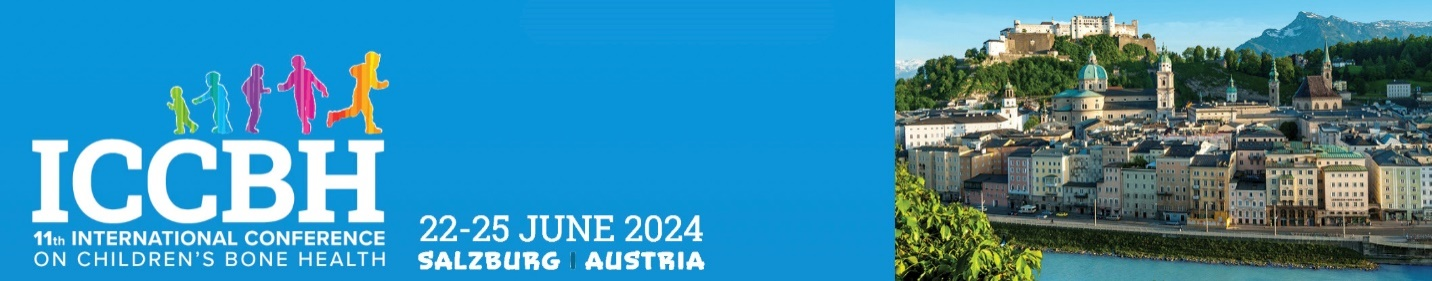 ICCBH
11th INTERNATIONAL CONFERENCE
ON CHILDREN'S BONE HEALTH
22-25 JUNE 2024
SALZBURG | AUSTRIA